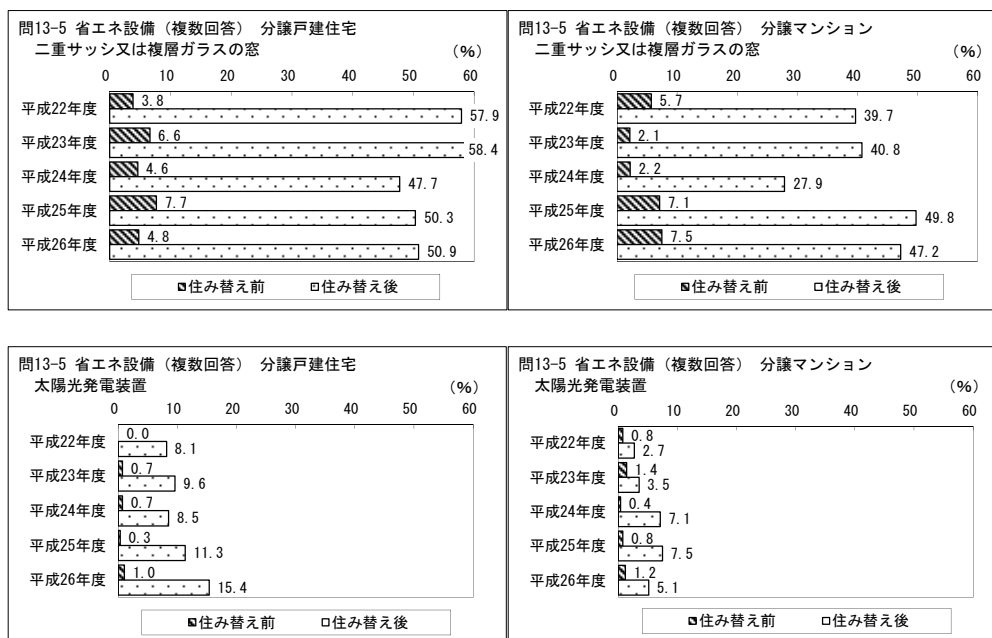 問13-5 省エネ設備（複数回答） 分譲戸建住宅
二重サッシ又は複層ガラスの窓 （％）
0 10 20 30 40 50 60
平成22年度 3.8 57.9
平成23年度 6.6 58.4
平成24年度 4.6 47.7
平成25年度 7.7 50.3
平成26年度 4.8 50.9
住み替え前 住み替え後
問13-5 省エネ設備（複数回答） 分譲マンション
二重サッシ又は複層ガラスの窓 （％）
0 10 20 30 40 50 60
平成22年度 5.7 39.7
平成23年度 2.1 40.8
平成24年度 2.2 27.9
平成25年度 7.1 49.8
平成26年度 7.5 47.2
住み替え前 住み替え後
問13-5 省エネ設備（複数回答） 分譲戸建住宅
太陽光発電装置 （％）
0 10 20 30 40 50 60
平成22年度 0.0 8.1
平成23年度 0.7 9.6
平成24年度 0.7 8.5
平成25年度 0.3 11.3
平成26年度 1.0 15.4
住み替え前 住み替え後
問13-5 省エネ設備（複数回答） 分譲マンション
太陽光発電装置 （％）
0 10 20 30 40 50 60
平成22年度 0.8 2.7
平成23年度 1.4 3.5
平成24年度 0.4 7.1
平成25年度 0.8 7.5
平成26年度 1.2 5.1
住み替え前 住み替え後